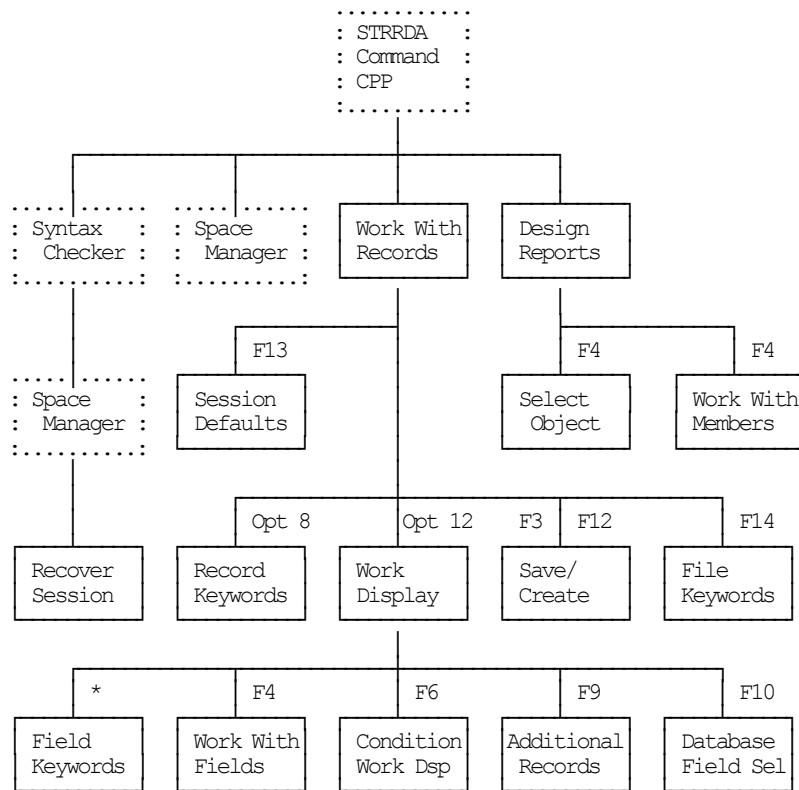 STRRDA
Command
CPP
Syntax
Checker
Space
Manager
Work With
Records
Design
Reports
F13
F4
F4
Space
Manager
Session
Defaults
Select
Object
Work With
Members
Opt 8
Opt 12
F3
F12
F14
Recover
Session
Record
Keywords
Work
Display
Save/
Create
File
Keywords
*
F4
F6
F9
F10
Field
Keywords
Work With
Fields
Condition
Work Dsp
Additional
Records
Database
Field Sel